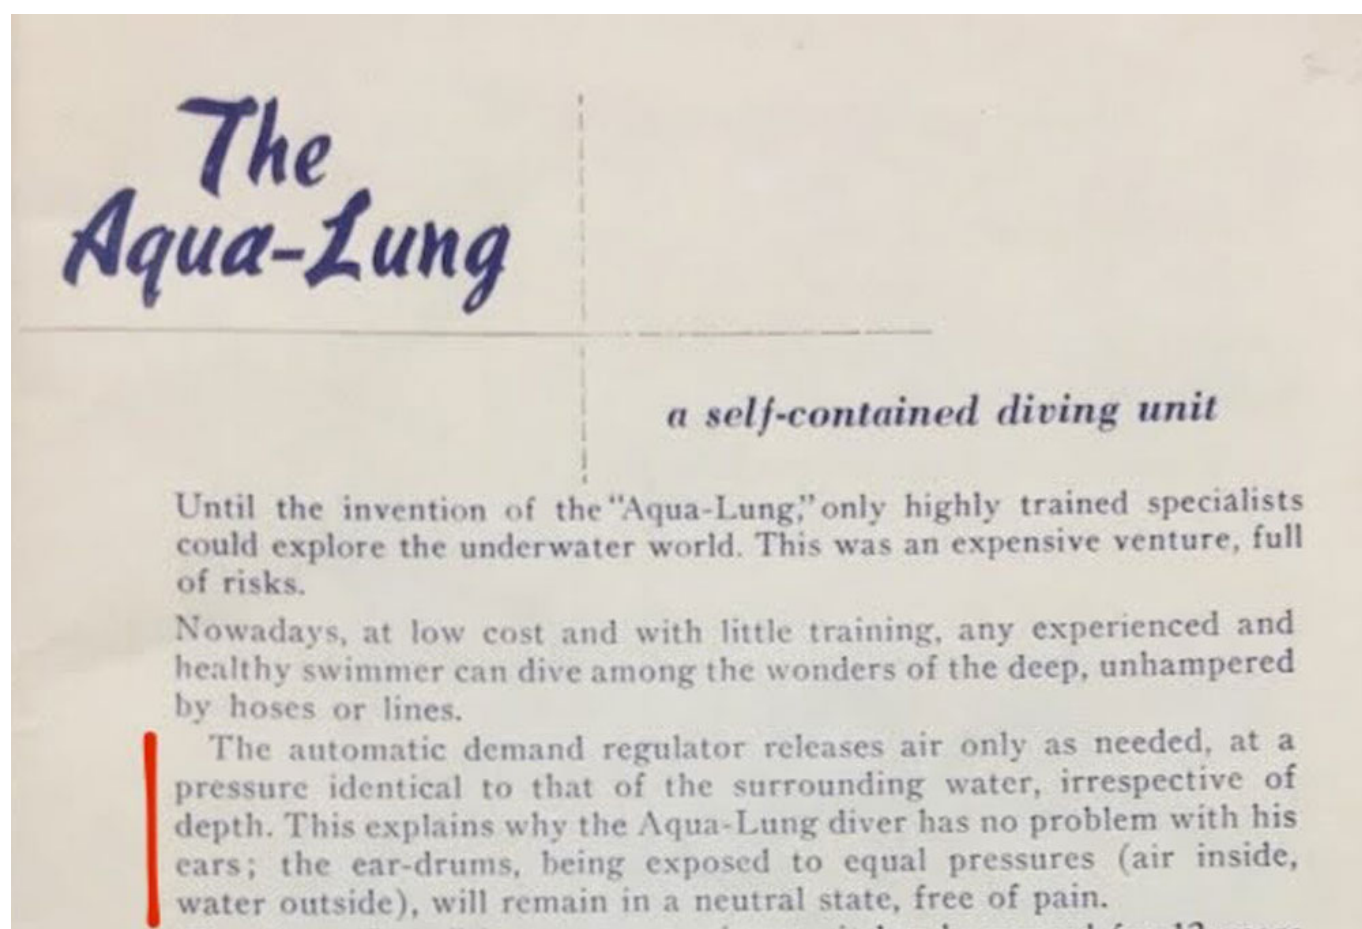 The
Aqua-Lung
a self-contained diving unit
Until the invention of the "Aqua-Lung," only highly trained specialists
could explore the underwater world. This was an expensive venture, full
of risks.
Nowadays, at low cost and with little training, any experienced and
healthy swimmer can dive among the wonders of the deep, unhampered
by hoses or lines.
The automatic demand regulator releases air only as needed, at a
pressure identical to that of the surrounding water, irrespective of
depth. This explains why the Aqua-Lung diver has no problem with his
ears; the ear-drums, being exposed to equal pressures (air inside,
water outside), will remain in a neutral state, free of pain.